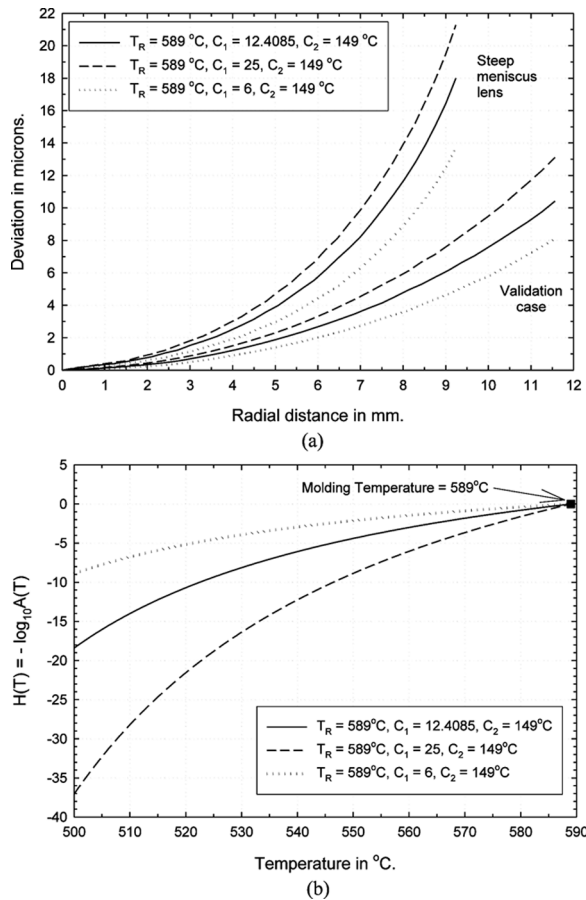 22
20
18
16
14
12
10
8
6
4
2
0
Deviation in microns.
T_R = 589 °C, C_1 = 12.4085, C_2 = 149 °C
T_R = 589 °C, C_1 = 25, C_2 = 149 °C
T_R = 589 °C, C_1 = 6, C_2 = 149 °C
Steep
meniscus
lens
Validation
case
0 1 2 3 4 5 6 7 8 9 10 11 12
Radial distance in mm.
(a)
5
0
-5
-10
-15
-20
-25
-30
-35
-40
H(T) = - log₁₀A(T)
Molding Temperature = 589°C
T_R = 589°C, C_1 = 12.4085, C_2 = 149°C
T_R = 589°C, C_1 = 25, C_2 = 149°C
T_R = 589°C, C_1 = 6, C_2 = 149°C
500 510 520 530 540 550 560 570 580 590
Temperature in °C.
(b)